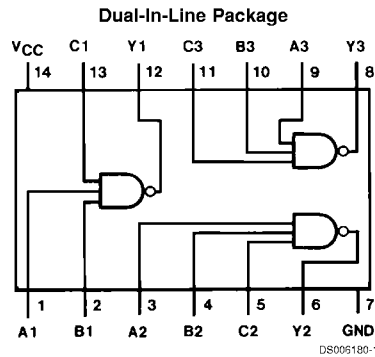 Dual-In-Line Package
VCC C1 Y1 C3 B3 A3 Y3
14 13 12 11 10 9 8
1 2 3 4 5 6 7
A1 B1 A2 B2 C2 Y2 GND
DS006180-1